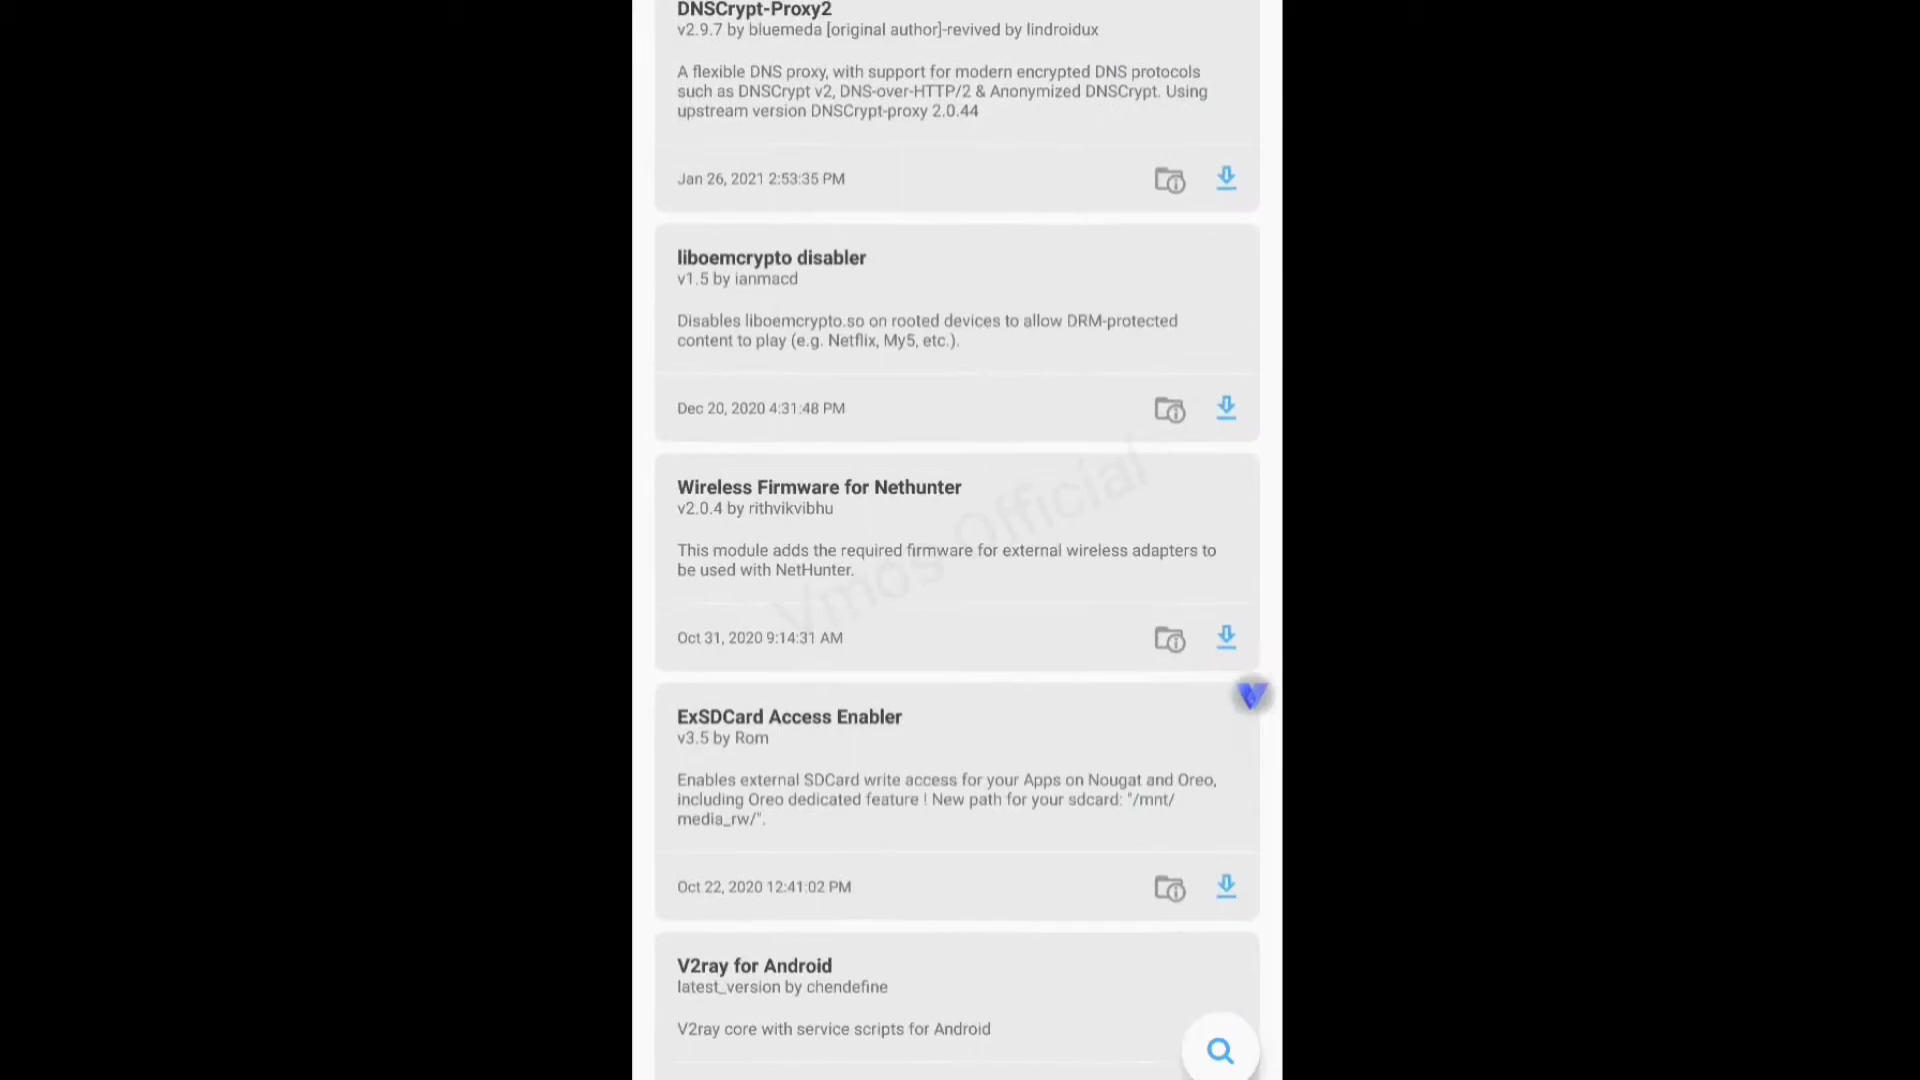 DNSCrypt-Proxy2
v2.9.7 by bluemeda [original author]-revived by lindroidux
A flexible DNS proxy, with support for modern encrypted DNS protocols
such as DNSCrypt v2, DNS-over-HTTP/2 & Anonymized DNSCrypt. Using
upstream version DNSCrypt-proxy 2.0.44
Jan 26, 2021 2:53:35 PM
liboemcrypto disabler
v1.5 by ianmacd
Disables liboemcrypto.so on rooted devices to allow DRM-protected
content to play (e.g. Netflix, My5, etc.).
Dec 20, 2020 4:31:48 PM
Wireless Firmware for Nethunter
v2.0.4 by rithvikvibhu
This module adds the required firmware for external wireless adapters to
be used with NetHunter.
Vmos Official
Oct 31, 2020 9:14:31 AM
ExSDCard Access Enabler
v3.5 by Rom
Enables external SDCard write access for your Apps on Nougat and Oreo,
including Oreo dedicated feature ! New path for your sdcard: "/mnt/
media_rw/".
Oct 22, 2020 12:41:02 PM
V2ray for Android
latest_version by chendefine
V2ray core with service scripts for Android